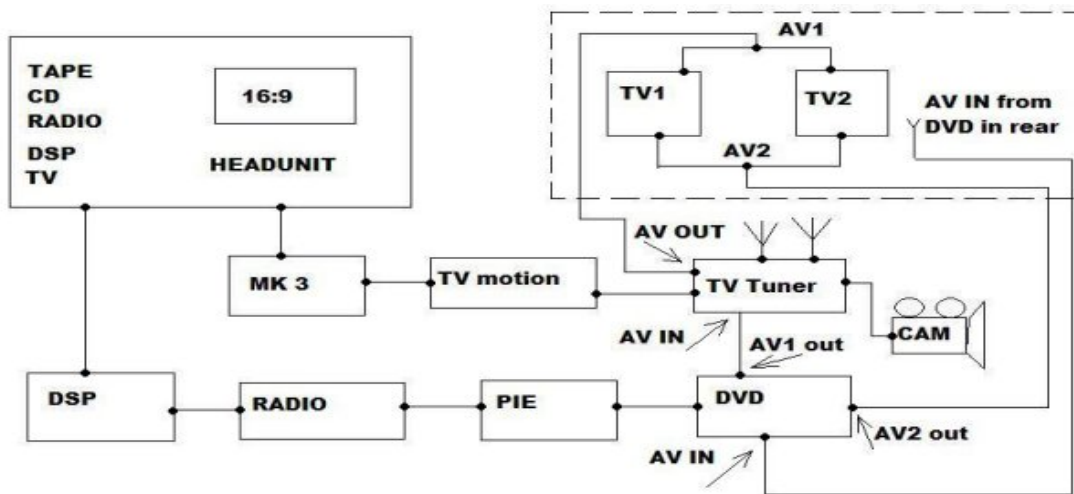 TAPE
CD
RADIO
DSP
TV
16:9
HEADUNIT
AV1
TV1
TV2
AV2
AV IN from
DVD in rear
MK 3
TV motion
AV OUT
TV Tuner
CAM
AV IN
AV1 out
DSP
RADIO
PIE
DVD
AV IN
AV2 out